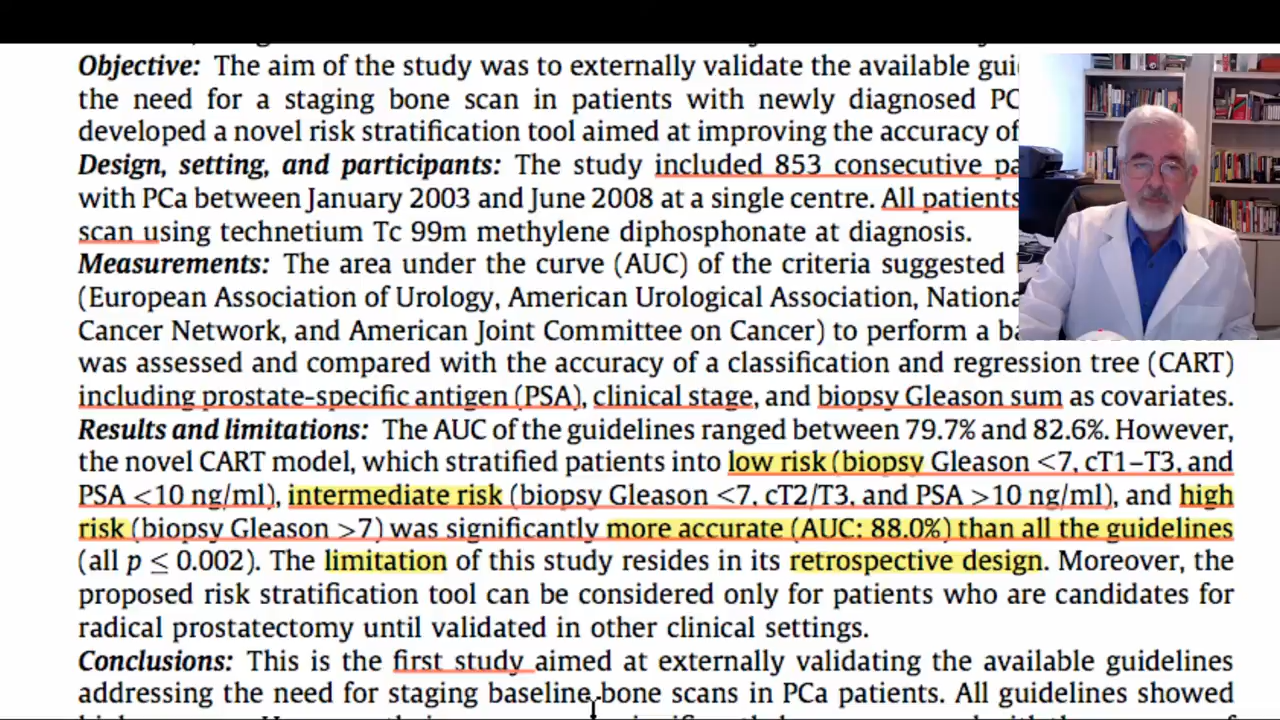 Objective: The aim of the study was to externally validate the available gui
the need for a staging bone scan in patients with newly diagnosed PC
developed a novel risk stratification tool aimed at improving the accuracy of
Design, setting, and participants: The study included 853 consecutive pa
with PCa between January 2003 and June 2008 at a single centre. All patients
scan using technetium Tc 99m methylene diphosphonate at diagnosis.
Measurements: The area under the curve (AUC) of the criteria suggested
(European Association of Urology, American Urological Association, Nationa
Cancer Network, and American Joint Committee on Cancer) to perform a ba
was assessed and compared with the accuracy of a classification and regression tree (CART)
including prostate-specific antigen (PSA), clinical stage, and biopsy Gleason sum as covariates.
Results and limitations: The AUC of the guidelines ranged between 79.7% and 82.6%. However,
the novel CART model, which stratified patients into low risk (biopsy Gleason <7, cT1–T3, and
PSA <10 ng/ml), intermediate risk (biopsy Gleason <7, cT2/T3, and PSA >10 ng/ml), and high
risk (biopsy Gleason >7) was significantly more accurate (AUC: 88.0%) than all the guidelines
(all p ≤ 0.002). The limitation of this study resides in its retrospective design. Moreover, the
proposed risk stratification tool can be considered only for patients who are candidates for
radical prostatectomy until validated in other clinical settings.
Conclusions: This is the first study aimed at externally validating the available guidelines
addressing the need for staging baseline bone scans in PCa patients. All guidelines showed